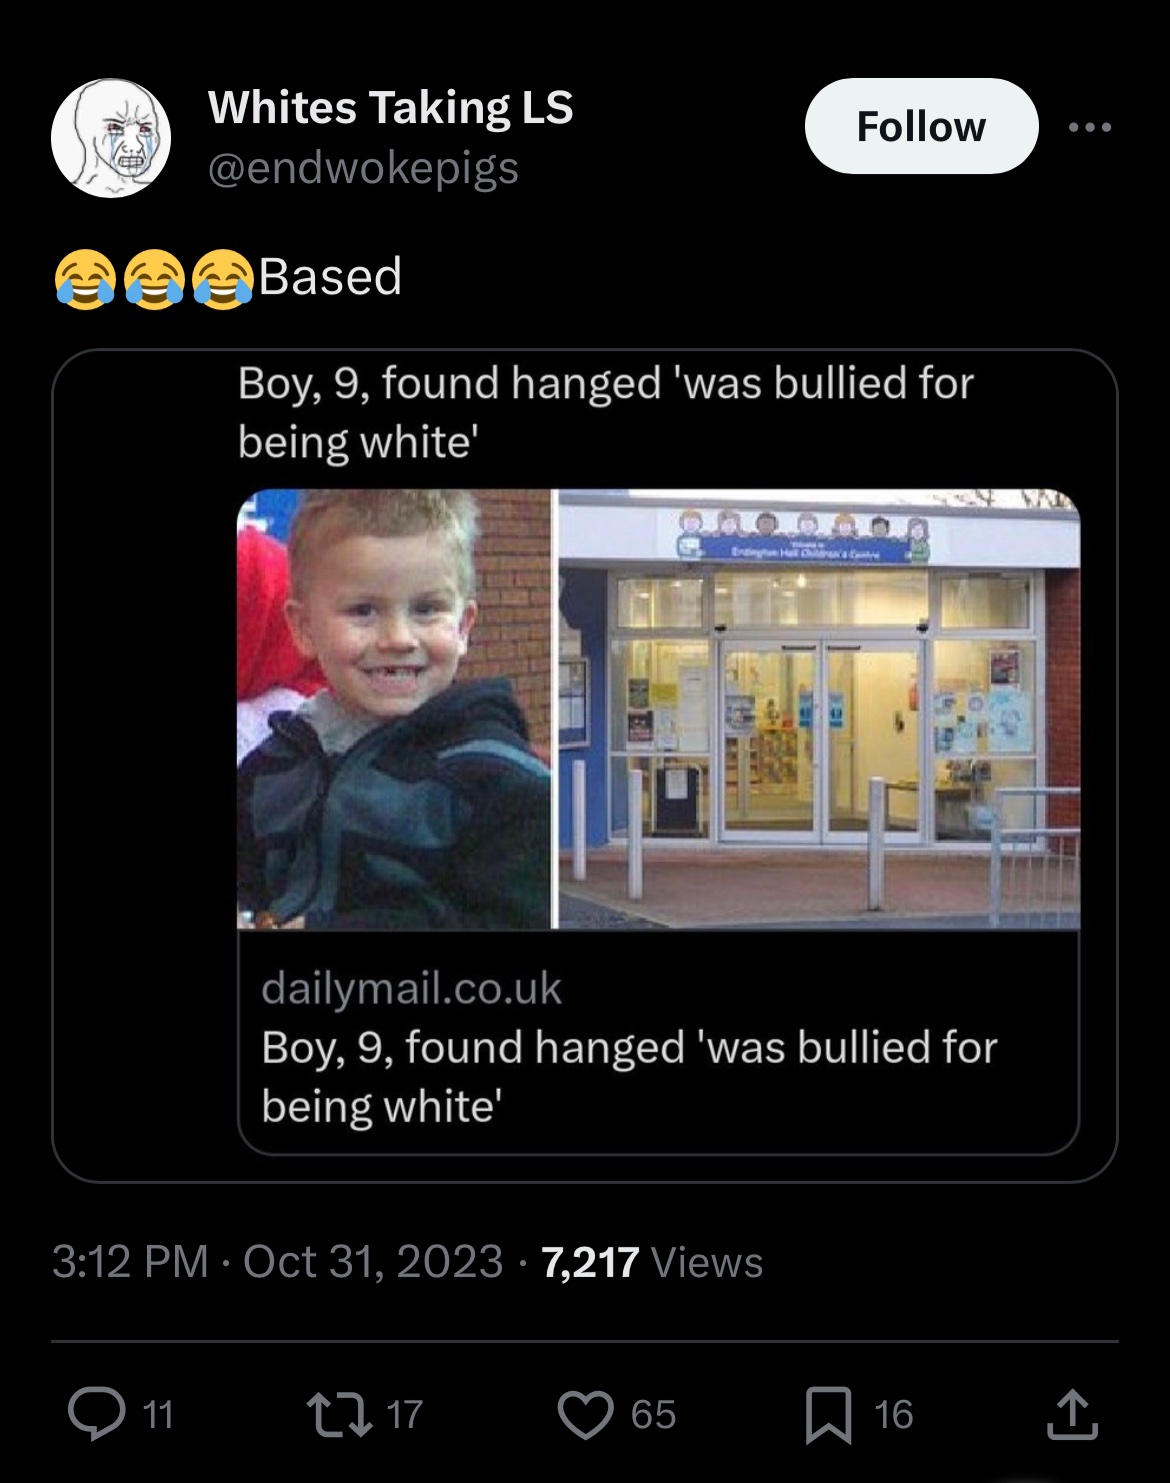 Whites Taking LS
Follow
@endwokepigs
😂😂😂Based
Boy, 9, found hanged 'was bullied for
being white'
Erdington Hall Children's Centre
dailymail.co.uk
Boy, 9, found hanged 'was bullied for
being white'
3:12 PM · Oct 31, 2023 · 7,217 Views
11
17
65
16